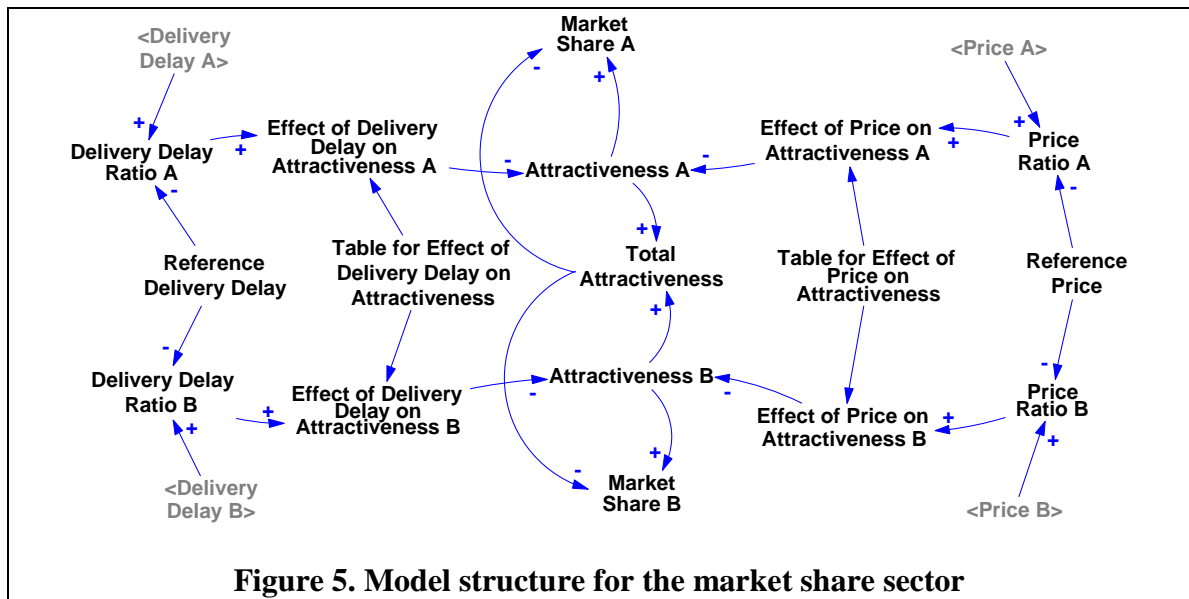 <Delivery
Delay A>
Market
Share A
<Price A>
-
+
+
Effect of Delivery
Delay on
Attractiveness A
+
Delivery Delay
Ratio A
-
-
Attractiveness A
-
Effect of Price on
Attractiveness A
+
+
Price
Ratio A
-
+
Reference
Delivery Delay
Table for Effect of
Delivery Delay on
Attractiveness
Total
Attractiveness
Table for Effect of
Price on
Attractiveness
Reference
Price
+
-
Delivery Delay
Ratio B
+
+
Effect of Delivery
Delay on
Attractiveness B
-
Attractiveness B
-
Effect of Price on
Attractiveness B
+
-
Price
Ratio B
+
-
+
Market
Share B
<Delivery
Delay B>
<Price B>
Figure 5. Model structure for the market share sector